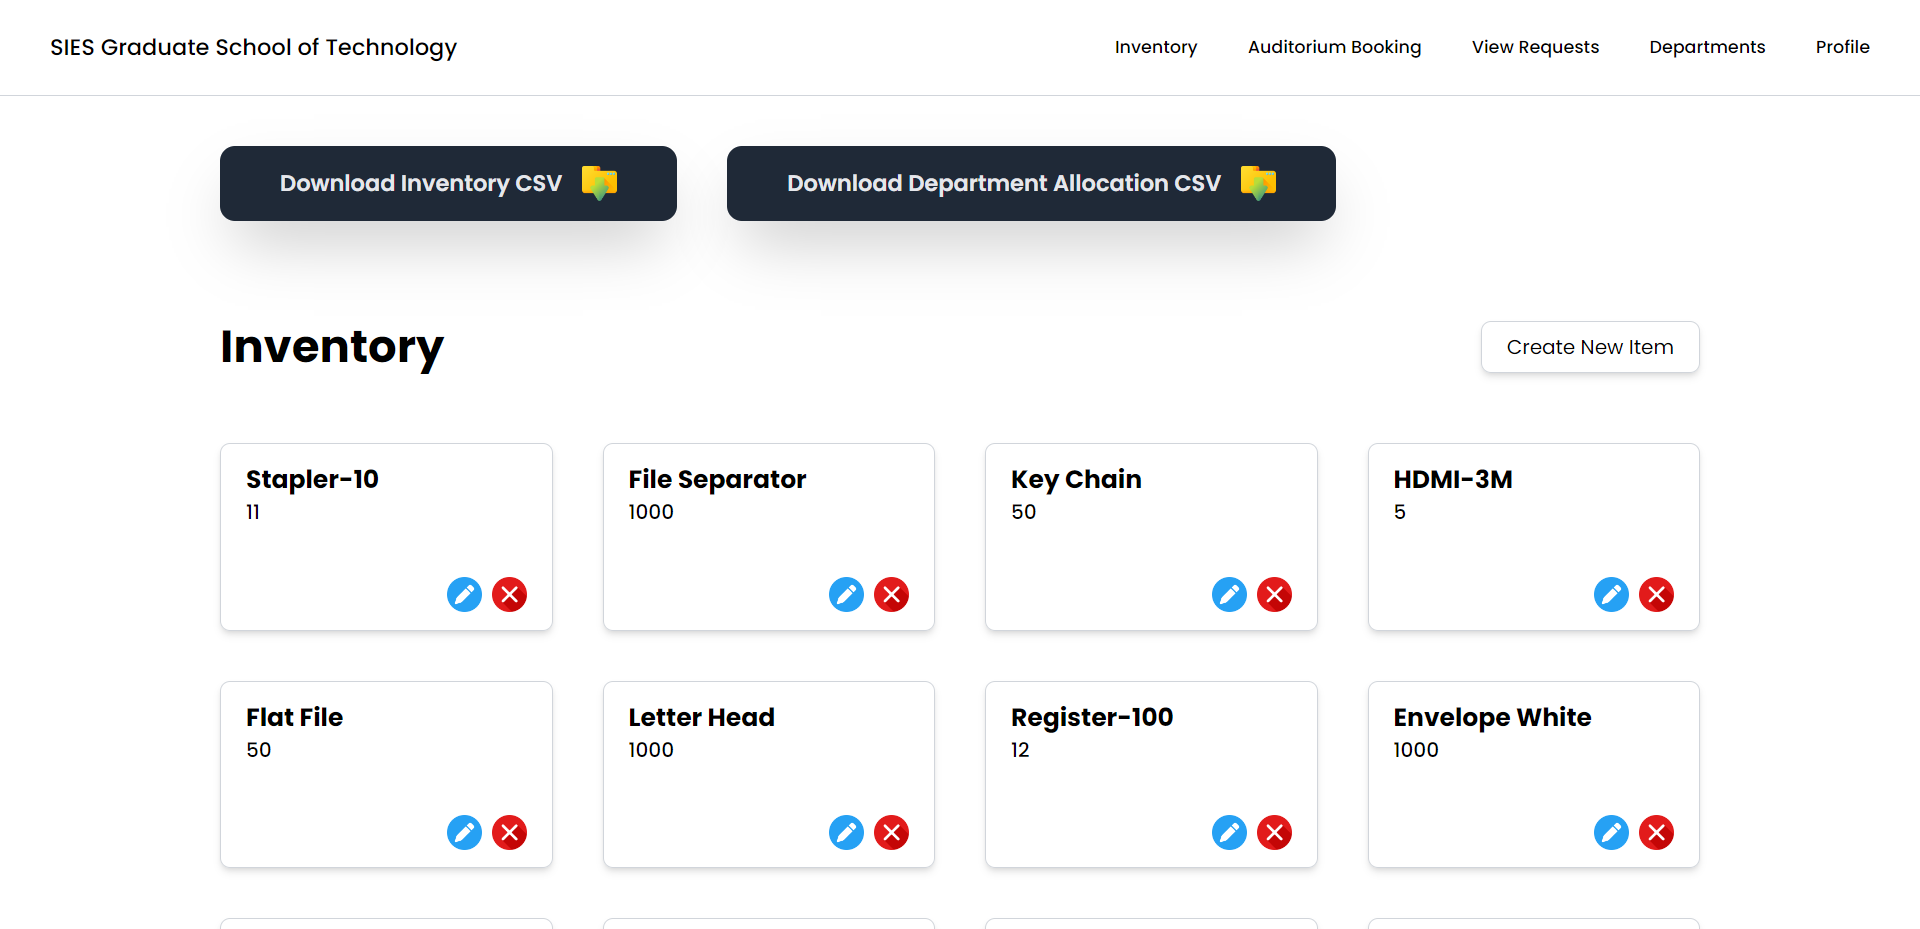 SIES Graduate School of Technology
Inventory
Auditorium Booking
View Requests
Departments
Profile
Download Inventory CSV
Download Department Allocation CSV
Inventory
Create New Item
Stapler-10
11
File Separator
1000
Key Chain
50
HDMI-3M
5
Flat File
50
Letter Head
1000
Register-100
12
Envelope White
1000